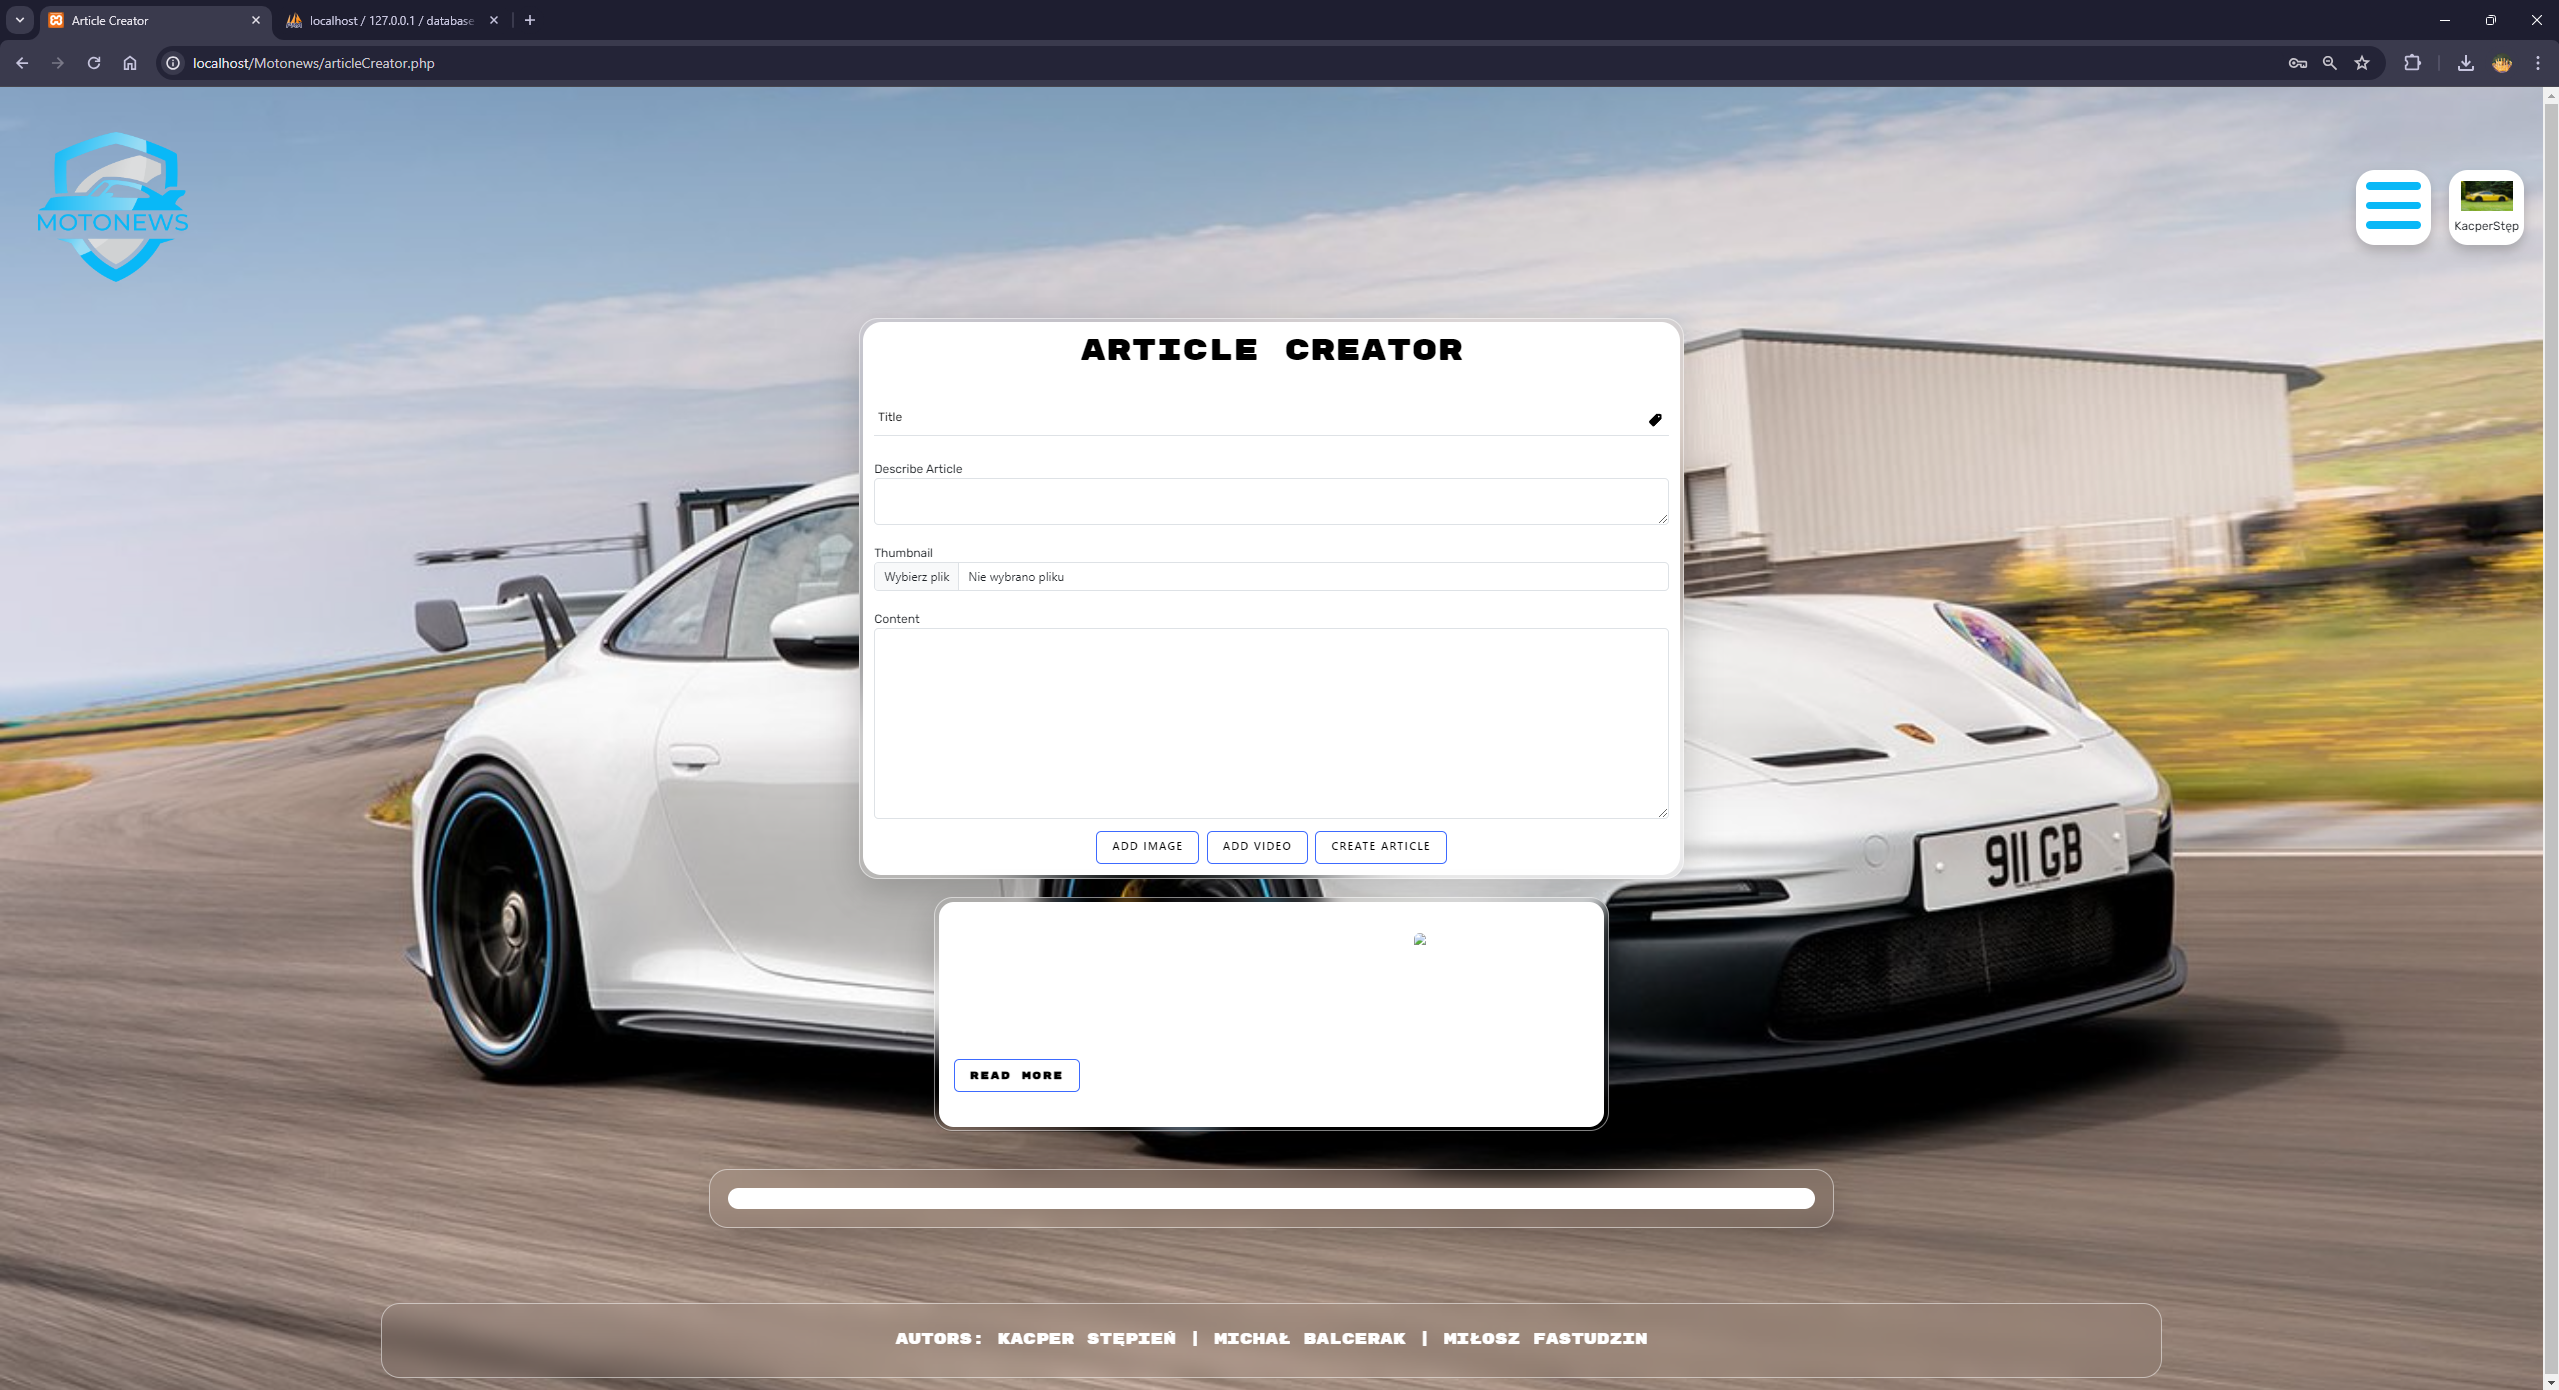 Article Creator
localhost / 127.0.0.1 / database
localhost/Motonews/articleCreator.php
MOTONEWS
KacperStęp
ARTICLE CREATOR
Title
Describe Article
Thumbnail
Wybierz plik Nie wybrano pliku
Content
ADD IMAGE ADD VIDEO CREATE ARTICLE
911 GB
READ MORE
AUTORS: KACPER STĘPIEŃ | MICHAŁ BALCERAK | MIŁOSZ FASTUDZIN